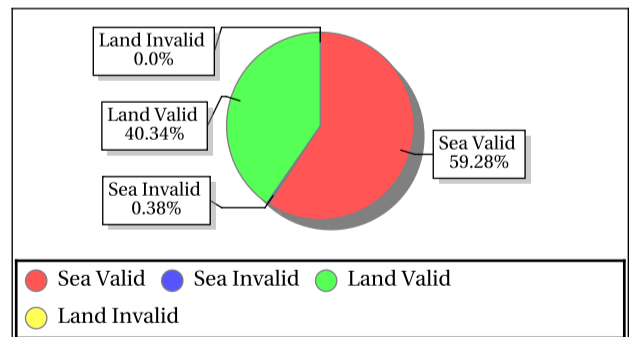 Land Invalid
0.0%
Land Valid
40.34%
Sea Valid
59.28%
Sea Invalid
0.38%
Sea Valid
Sea Invalid
Land Valid
Land Invalid